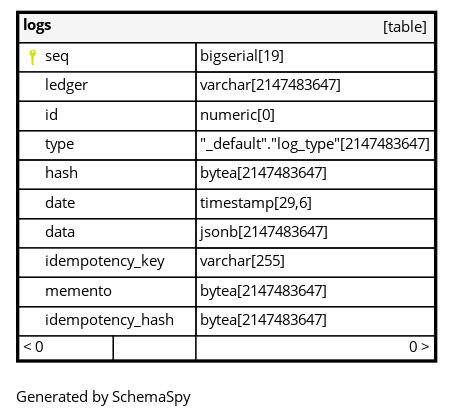 logs [table]
seq bigserial[19]
ledger varchar[2147483647]
id numeric[0]
type "_default"."log_type"[2147483647]
hash bytea[2147483647]
date timestamp[29,6]
data jsonb[2147483647]
idempotency_key varchar[255]
memento bytea[2147483647]
idempotency_hash bytea[2147483647]
< 0 0 >
Generated by SchemaSpy